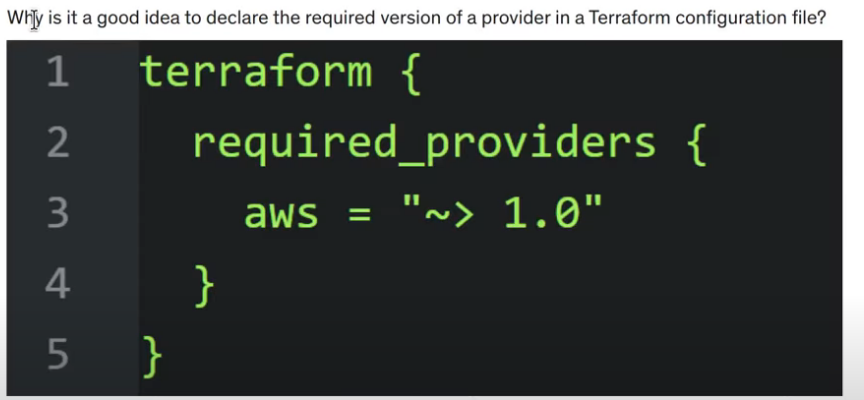 Why is it a good idea to declare the required version of a provider in a Terraform configuration file?
1 terraform {
2 required_providers {
3 aws = "~> 1.0"
4 }
5 }